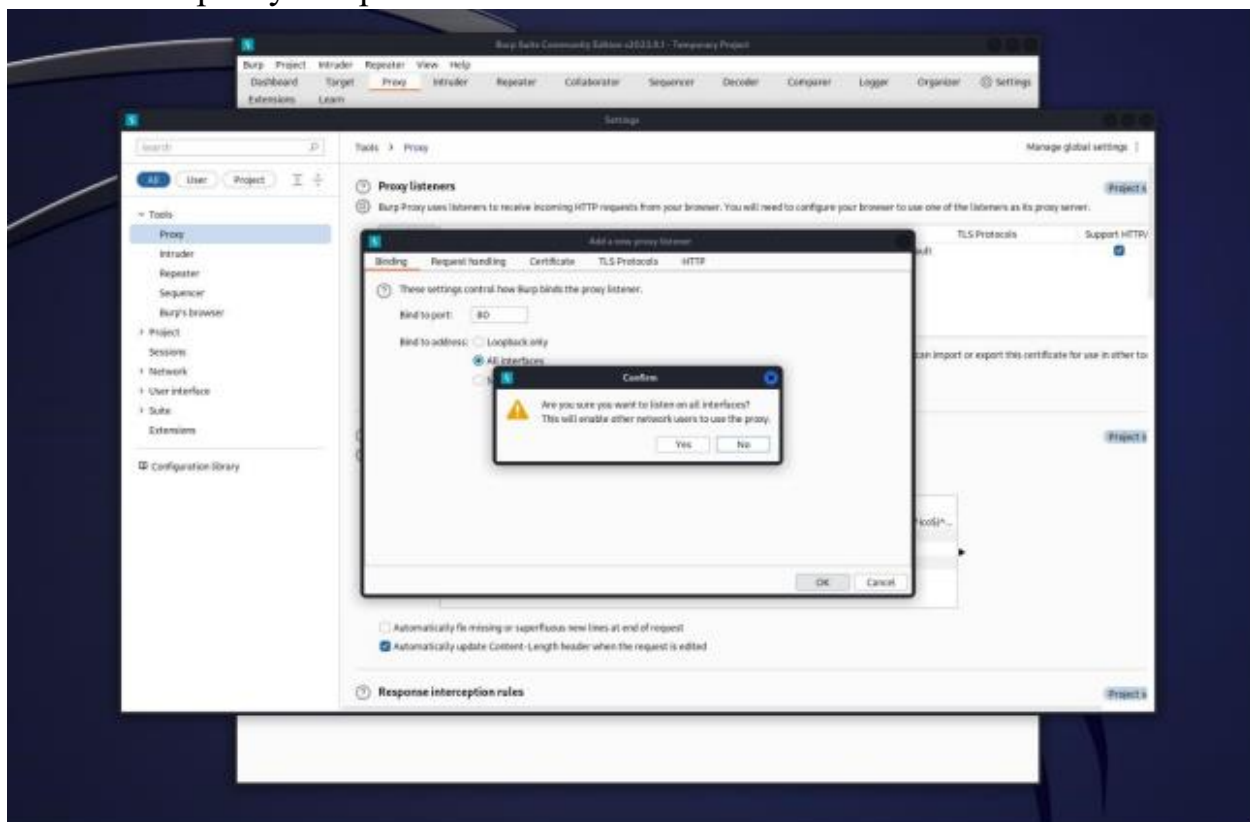 Burp Suite Community Edition v2023.9.1 - Temporary Project
Burp Project Intruder Repeater View Help
Dashboard Target Proxy Intruder Repeater Collaborator Sequencer Decoder Comparer Logger Organizer Settings
Extensions Learn
Settings
Search
Tools > Proxy
Manage global settings
All User Project
Proxy listeners
Project s
Burp Proxy uses listeners to receive incoming HTTP requests from your browser. You will need to configure your browser to use one of the listeners as its proxy server.
Tools
Proxy
Intruder
Repeater
Sequencer
Burp's browser
Project
Sessions
Network
User interface
Suite
Extensions
Configuration library
TLS Protocols Support HTTP/
ault
Add a new proxy listener
Binding Request handling Certificate TLS Protocols HTTP
These settings control how Burp binds the proxy listener.
Bind to port: 80
Bind to address: Loopback only
All interfaces
can import or export this certificate for use in other to
Confirm
Are you sure you want to listen on all interfaces?
This will enable other network users to use the proxy.
Yes No
Project s
OK Cancel
Automatically fix missing or superfluous new lines at end of request
Automatically update Content-Length header when the request is edited
Response interception rules
Project s